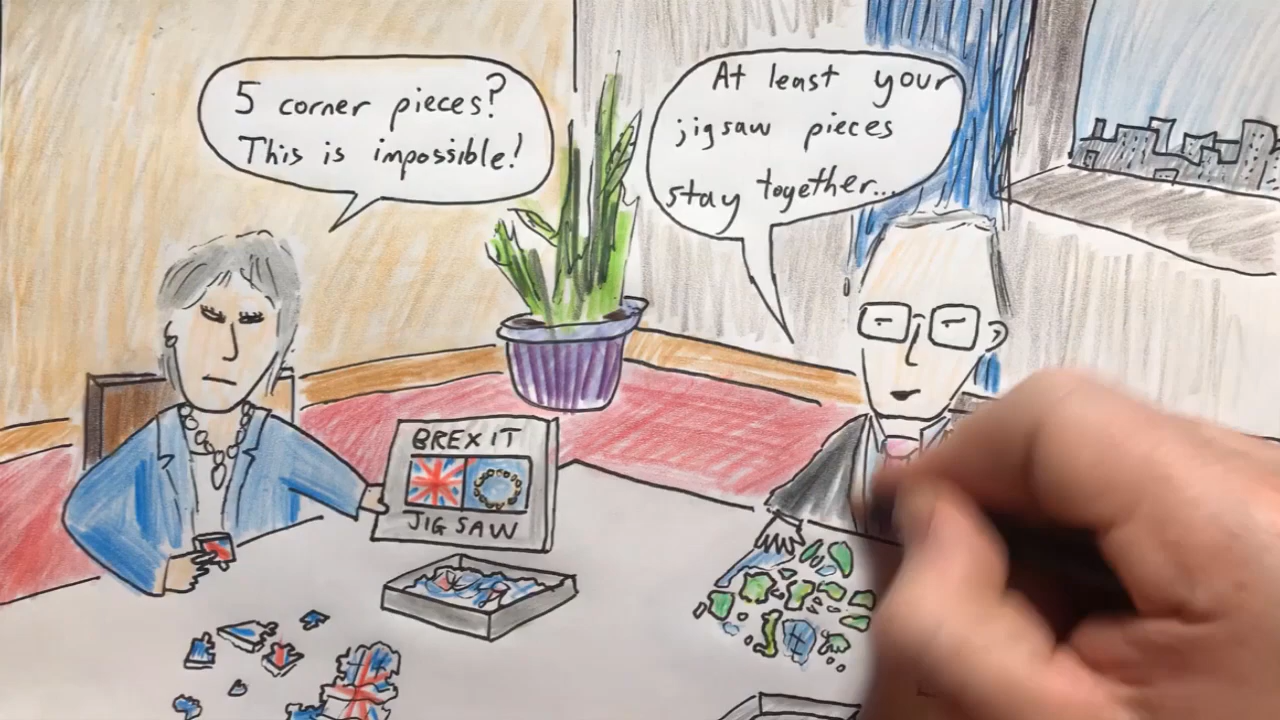 5 corner pieces?
This is impossible!
At least your
jigsaw pieces
stay together...
BREXIT
JIGSAW